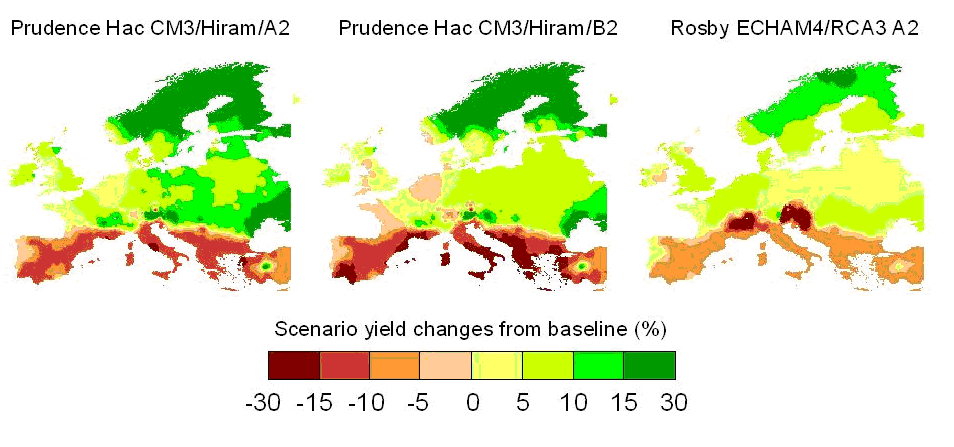 Prudence Hac CM3/Hiram/A2 Prudence Hac CM3/Hiram/B2 Rosby ECHAM4/RCA3 A2
Scenario yield changes from baseline (%)
-30 -15 -10 -5 0 5 10 15 30